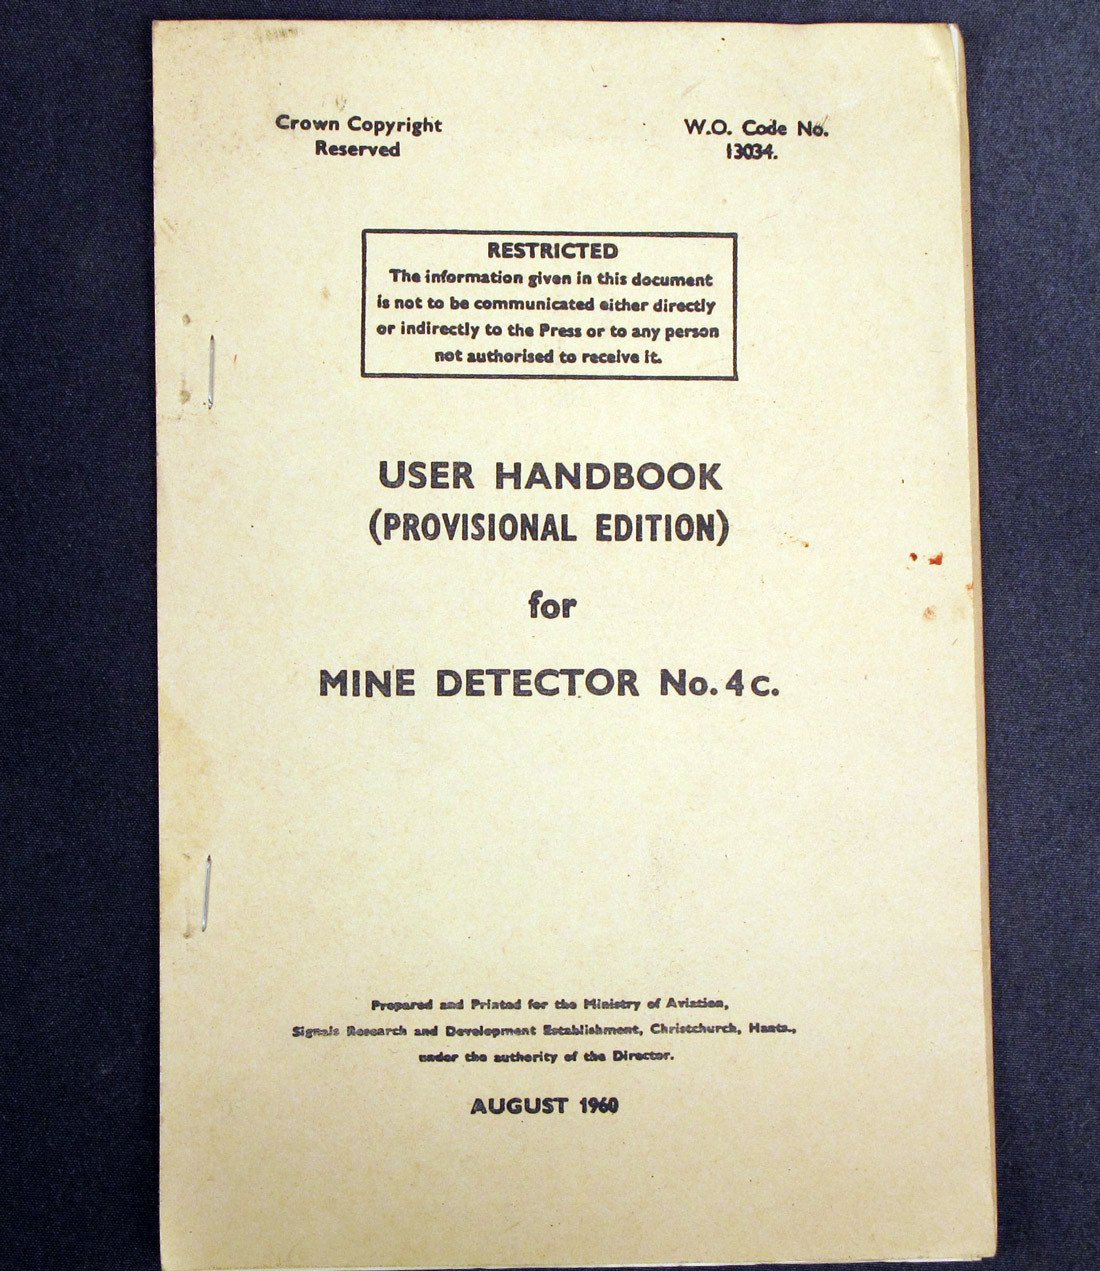 Crown Copyright
Reserved
W.O. Code No.
13034.
RESTRICTED
The information given in this document
is not to be communicated either directly
or indirectly to the Press or to any person
not authorised to receive it.
USER HANDBOOK
(PROVISIONAL EDITION)
for
MINE DETECTOR No. 4c.
Prepared and Printed for the Ministry of Aviation,
Signals Research and Development Establishment, Christchurch, Hants.,
under the authority of the Director.
AUGUST 1960